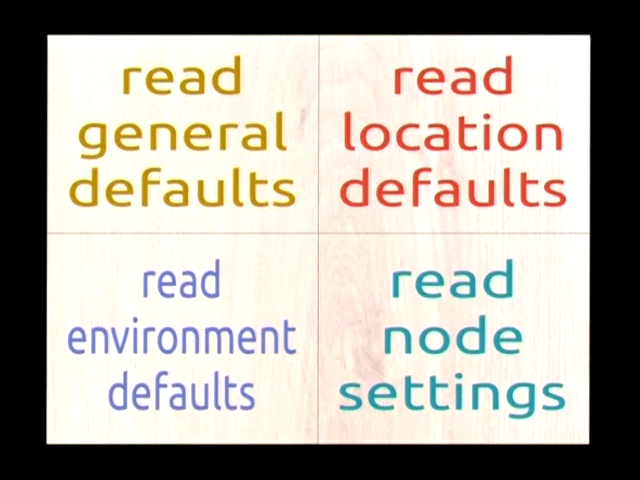 read
general
defaults
read
location
defaults
read
environment
defaults
read
node
settings